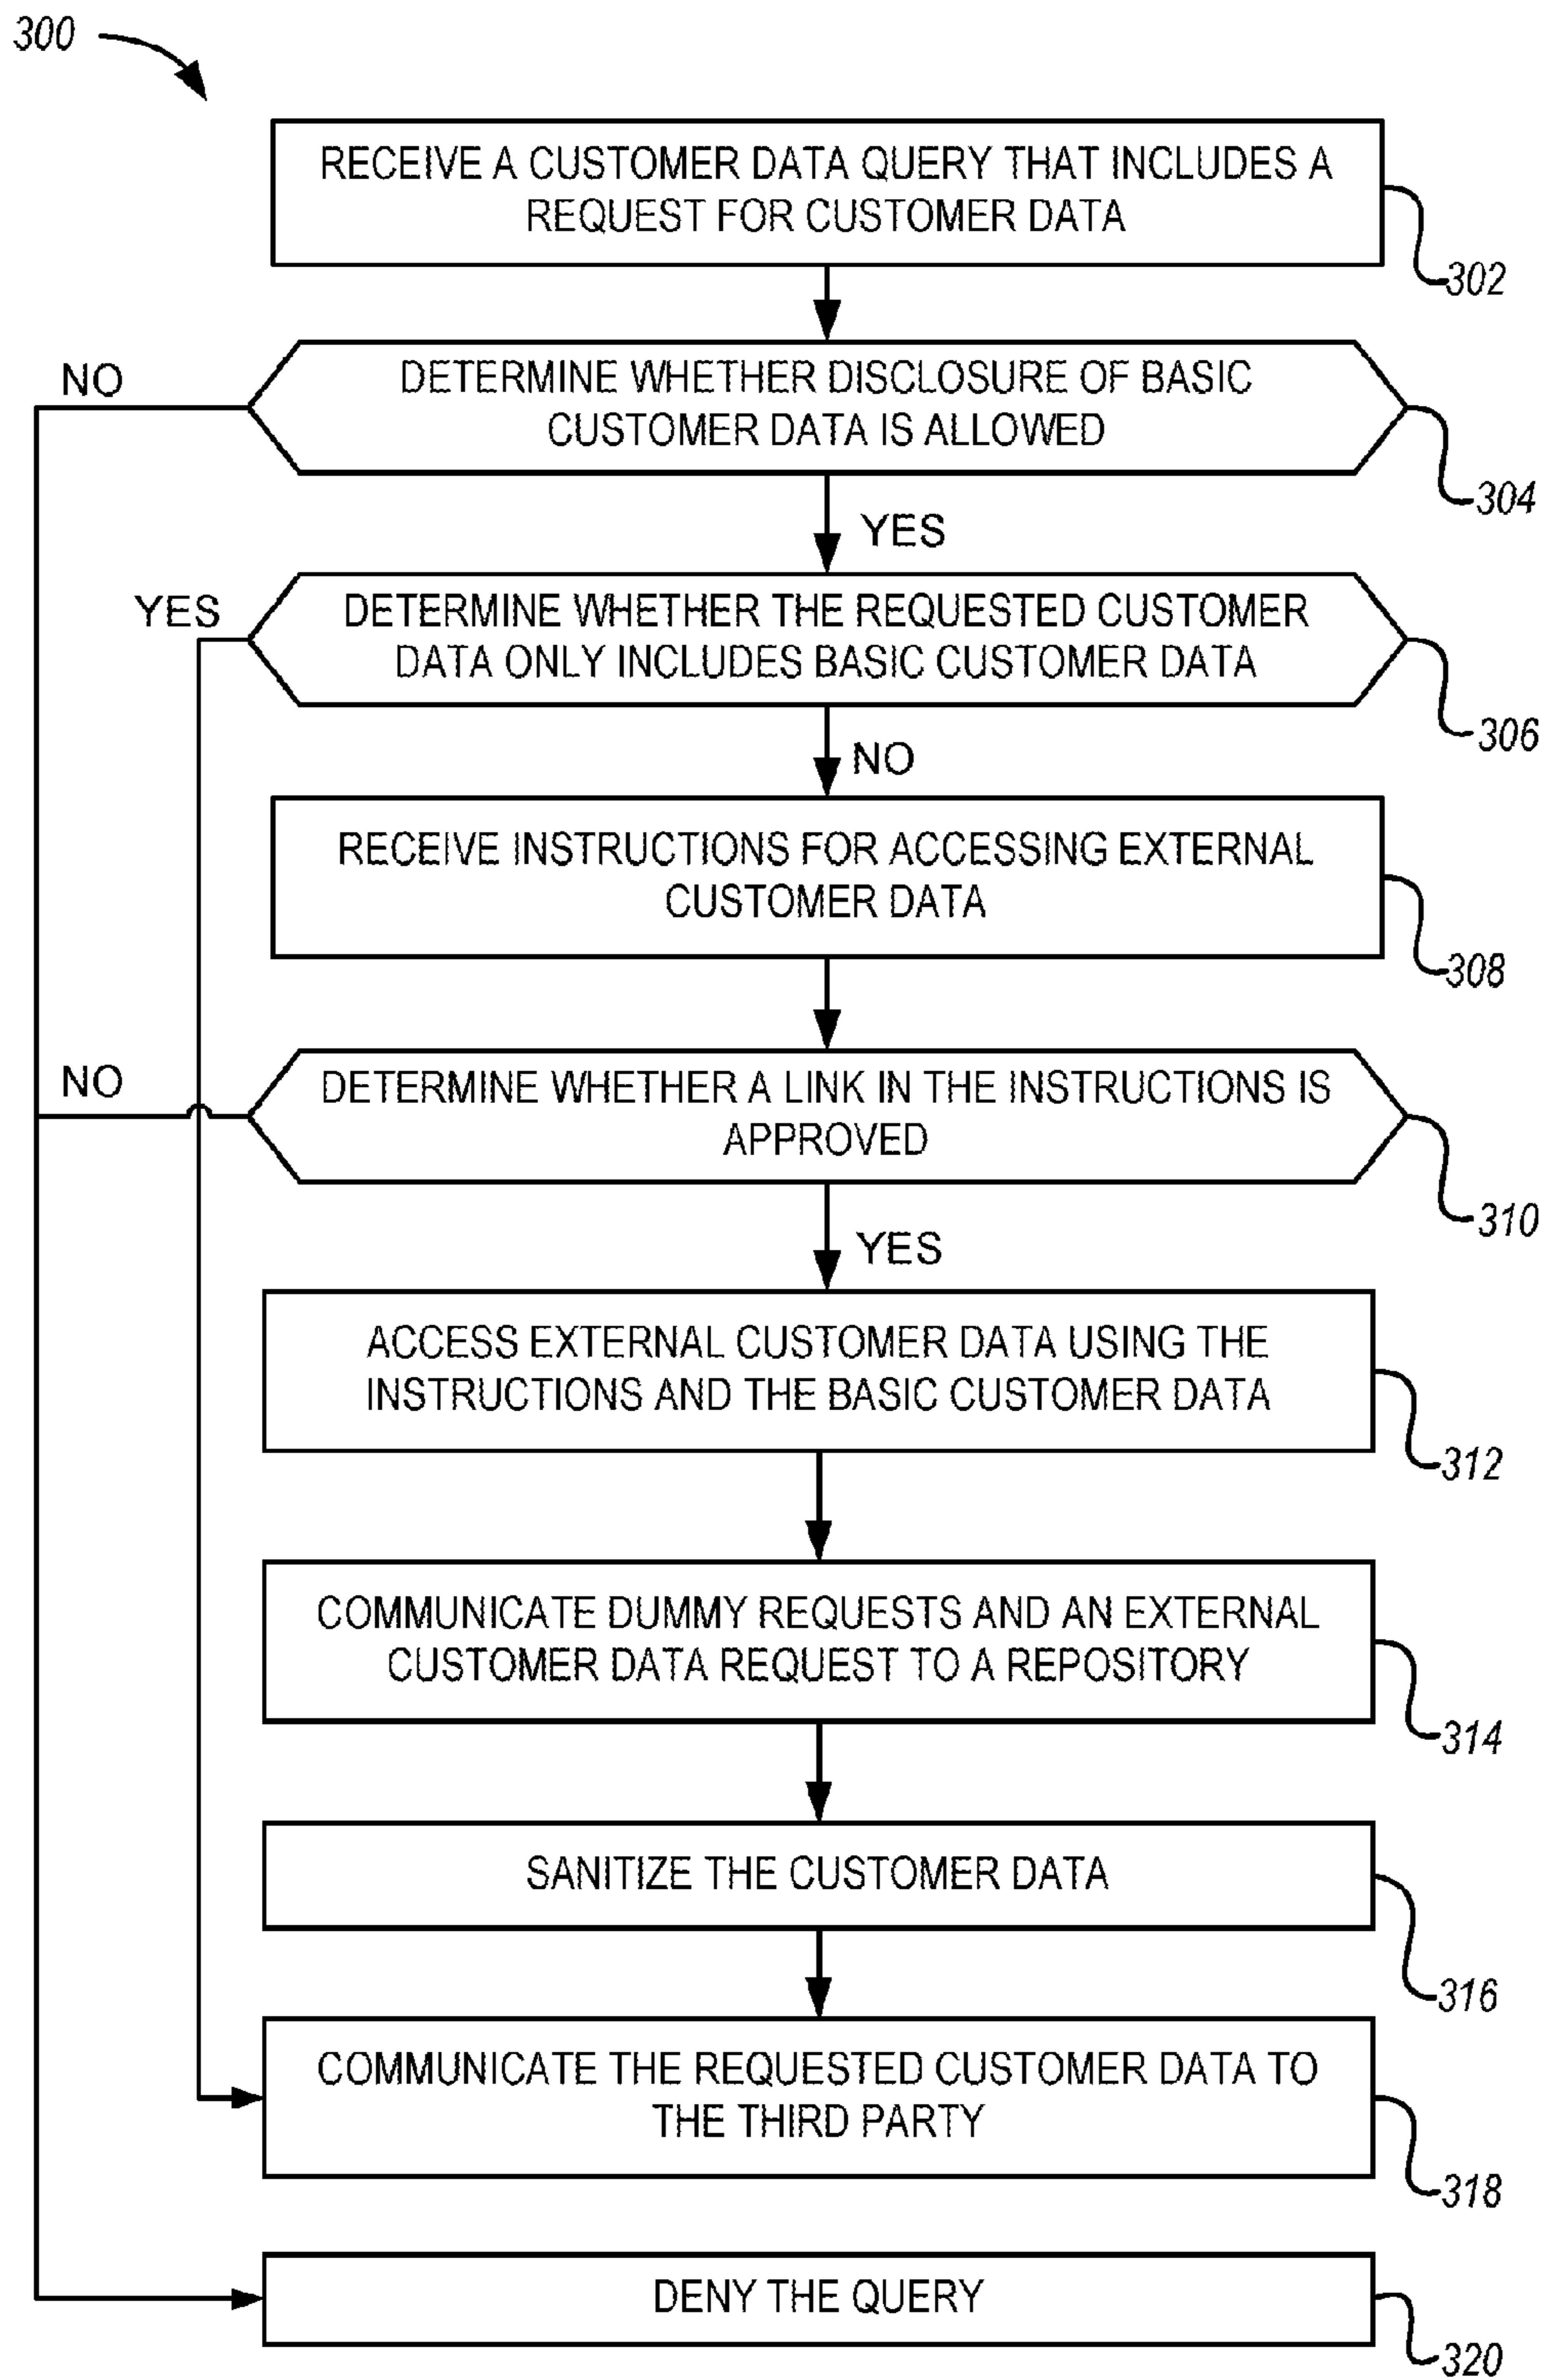 300
RECEIVE A CUSTOMER DATA QUERY THAT INCLUDES A
REQUEST FOR CUSTOMER DATA
302
NO
DETERMINE WHETHER DISCLOSURE OF BASIC
CUSTOMER DATA IS ALLOWED
304
YES
YES
DETERMINE WHETHER THE REQUESTED CUSTOMER
DATA ONLY INCLUDES BASIC CUSTOMER DATA
306
NO
RECEIVE INSTRUCTIONS FOR ACCESSING EXTERNAL
CUSTOMER DATA
308
NO
DETERMINE WHETHER A LINK IN THE INSTRUCTIONS IS
APPROVED
310
YES
ACCESS EXTERNAL CUSTOMER DATA USING THE
INSTRUCTIONS AND THE BASIC CUSTOMER DATA
312
COMMUNICATE DUMMY REQUESTS AND AN EXTERNAL
CUSTOMER DATA REQUEST TO A REPOSITORY
314
SANITIZE THE CUSTOMER DATA
316
COMMUNICATE THE REQUESTED CUSTOMER DATA TO
THE THIRD PARTY
318
DENY THE QUERY
320